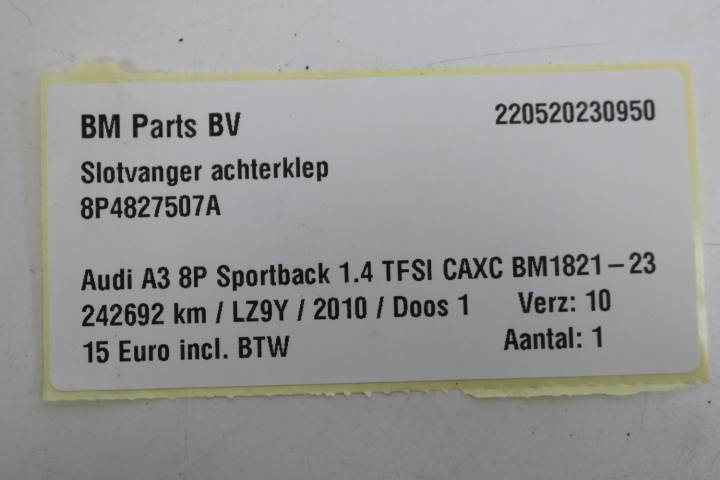 BM Parts BV 220520230950
Slotvanger achterklep
8P4827507A
Audi A3 8P Sportback 1.4 TFSI CAXC BM1821-23
242692 km / LZ9Y / 2010 / Doos 1 Verz: 10
15 Euro incl. BTW Aantal: 1